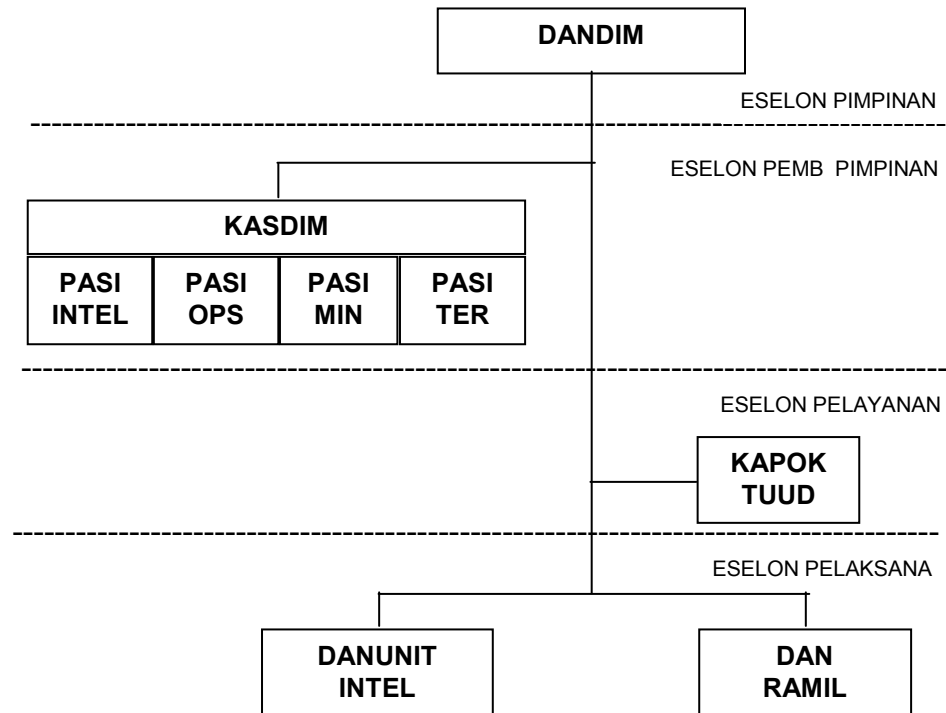 DANDIM
ESELON PIMPINAN
ESELON PEMB PIMPINAN
KASDIM
PASI
INTEL
PASI
OPS
PASI
MIN
PASI
TER
ESELON PELAYANAN
KAPOK
TUUD
ESELON PELAKSANA
DANUNIT
INTEL
DAN
RAMIL